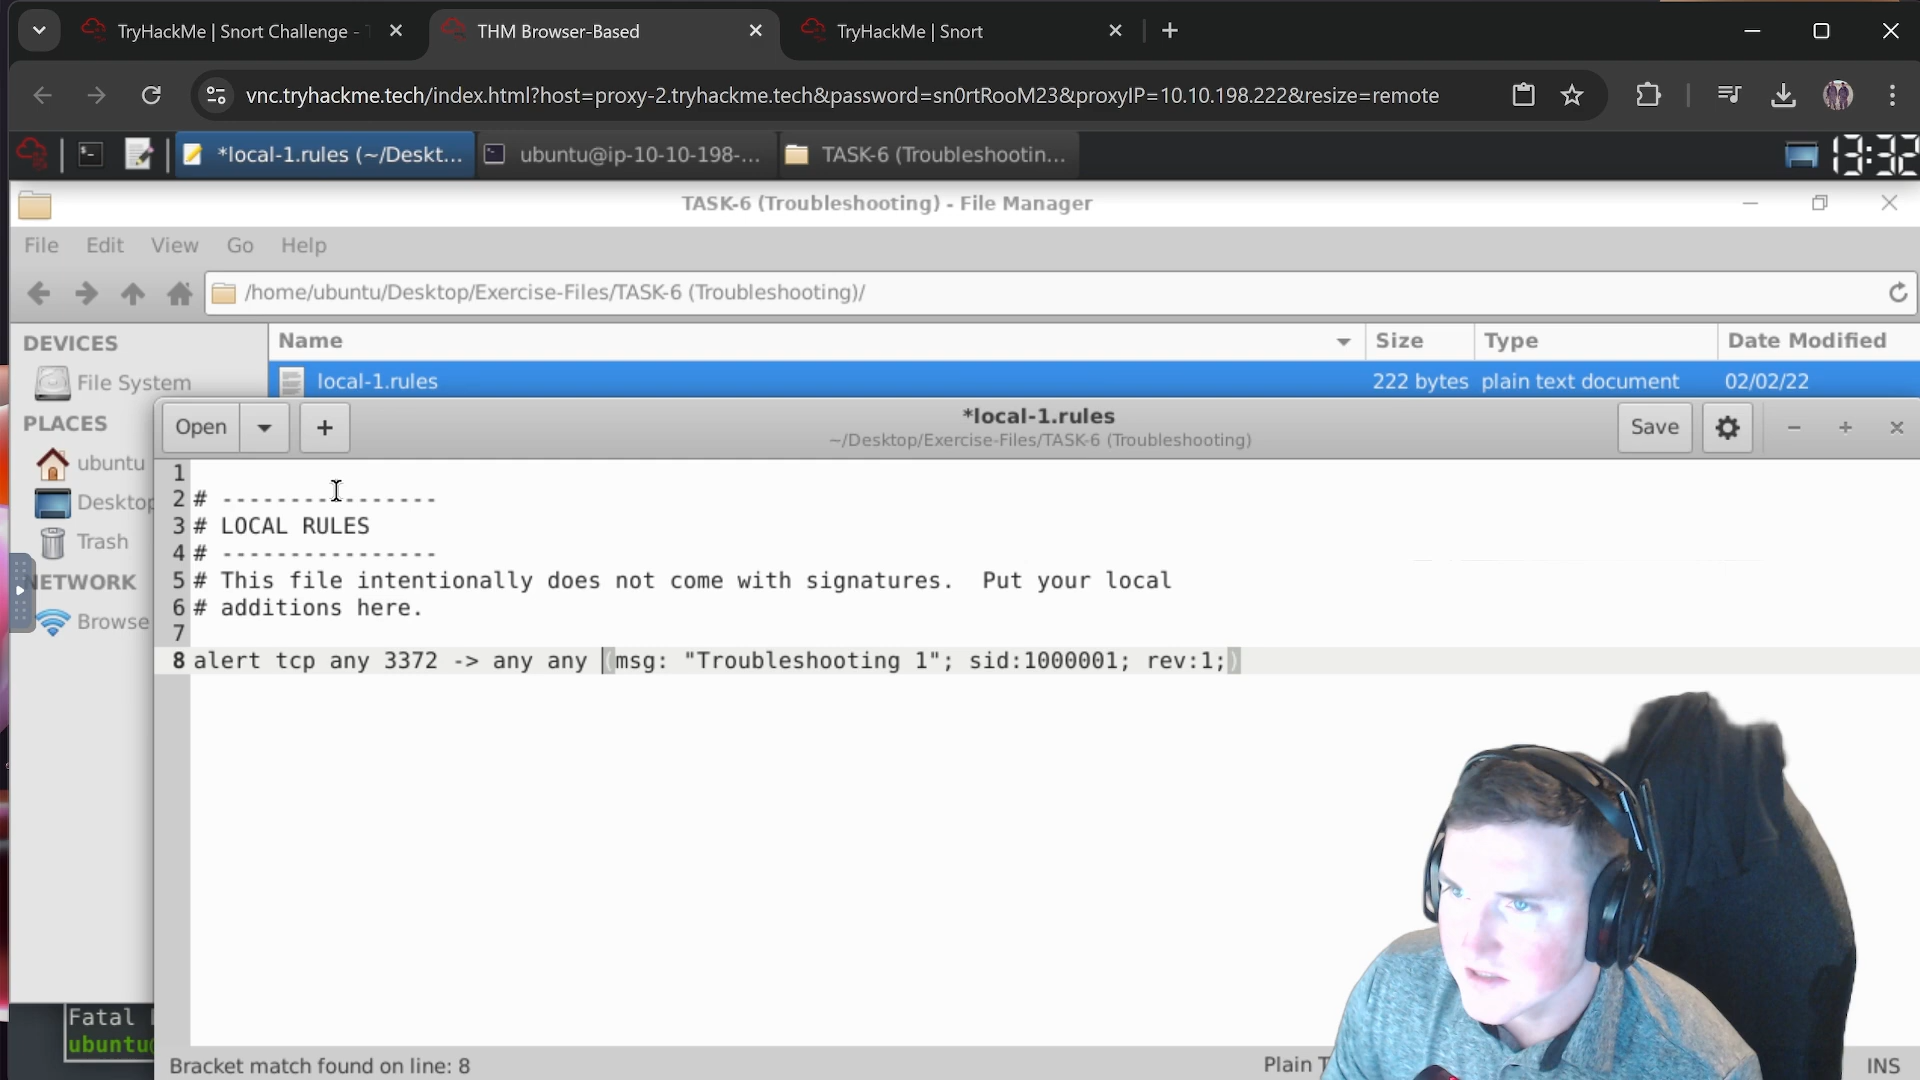 TryHackMe | Snort Challenge -
THM Browser-Based
TryHackMe | Snort
vnc.tryhackme.tech/index.html?host=proxy-2.tryhackme.tech&password=sn0rtRooM23&proxyIP=10.10.198.222&resize=remote
*local-1.rules (~/Deskt...
ubuntu@ip-10-10-198-...
TASK-6 (Troubleshootin...
13:32
TASK-6 (Troubleshooting) - File Manager
File Edit View Go Help
/home/ubuntu/Desktop/Exercise-Files/TASK-6 (Troubleshooting)/
DEVICES
File System
PLACES
ubuntu
Desktop
Trash
NETWORK
Browse
Name Size Type Date Modified
local-1.rules 222 bytes plain text document 02/02/22
Open
*local-1.rules
~/Desktop/Exercise-Files/TASK-6 (Troubleshooting)
Save
1
2 # ----------------
3 # LOCAL RULES
4 # ----------------
5 # This file intentionally does not come with signatures.  Put your local
6 # additions here.
7
8 alert tcp any 3372 -> any any (msg: "Troubleshooting 1"; sid:1000001; rev:1;)
Fatal
ubuntu@
Bracket match found on line: 8
Plain
INS